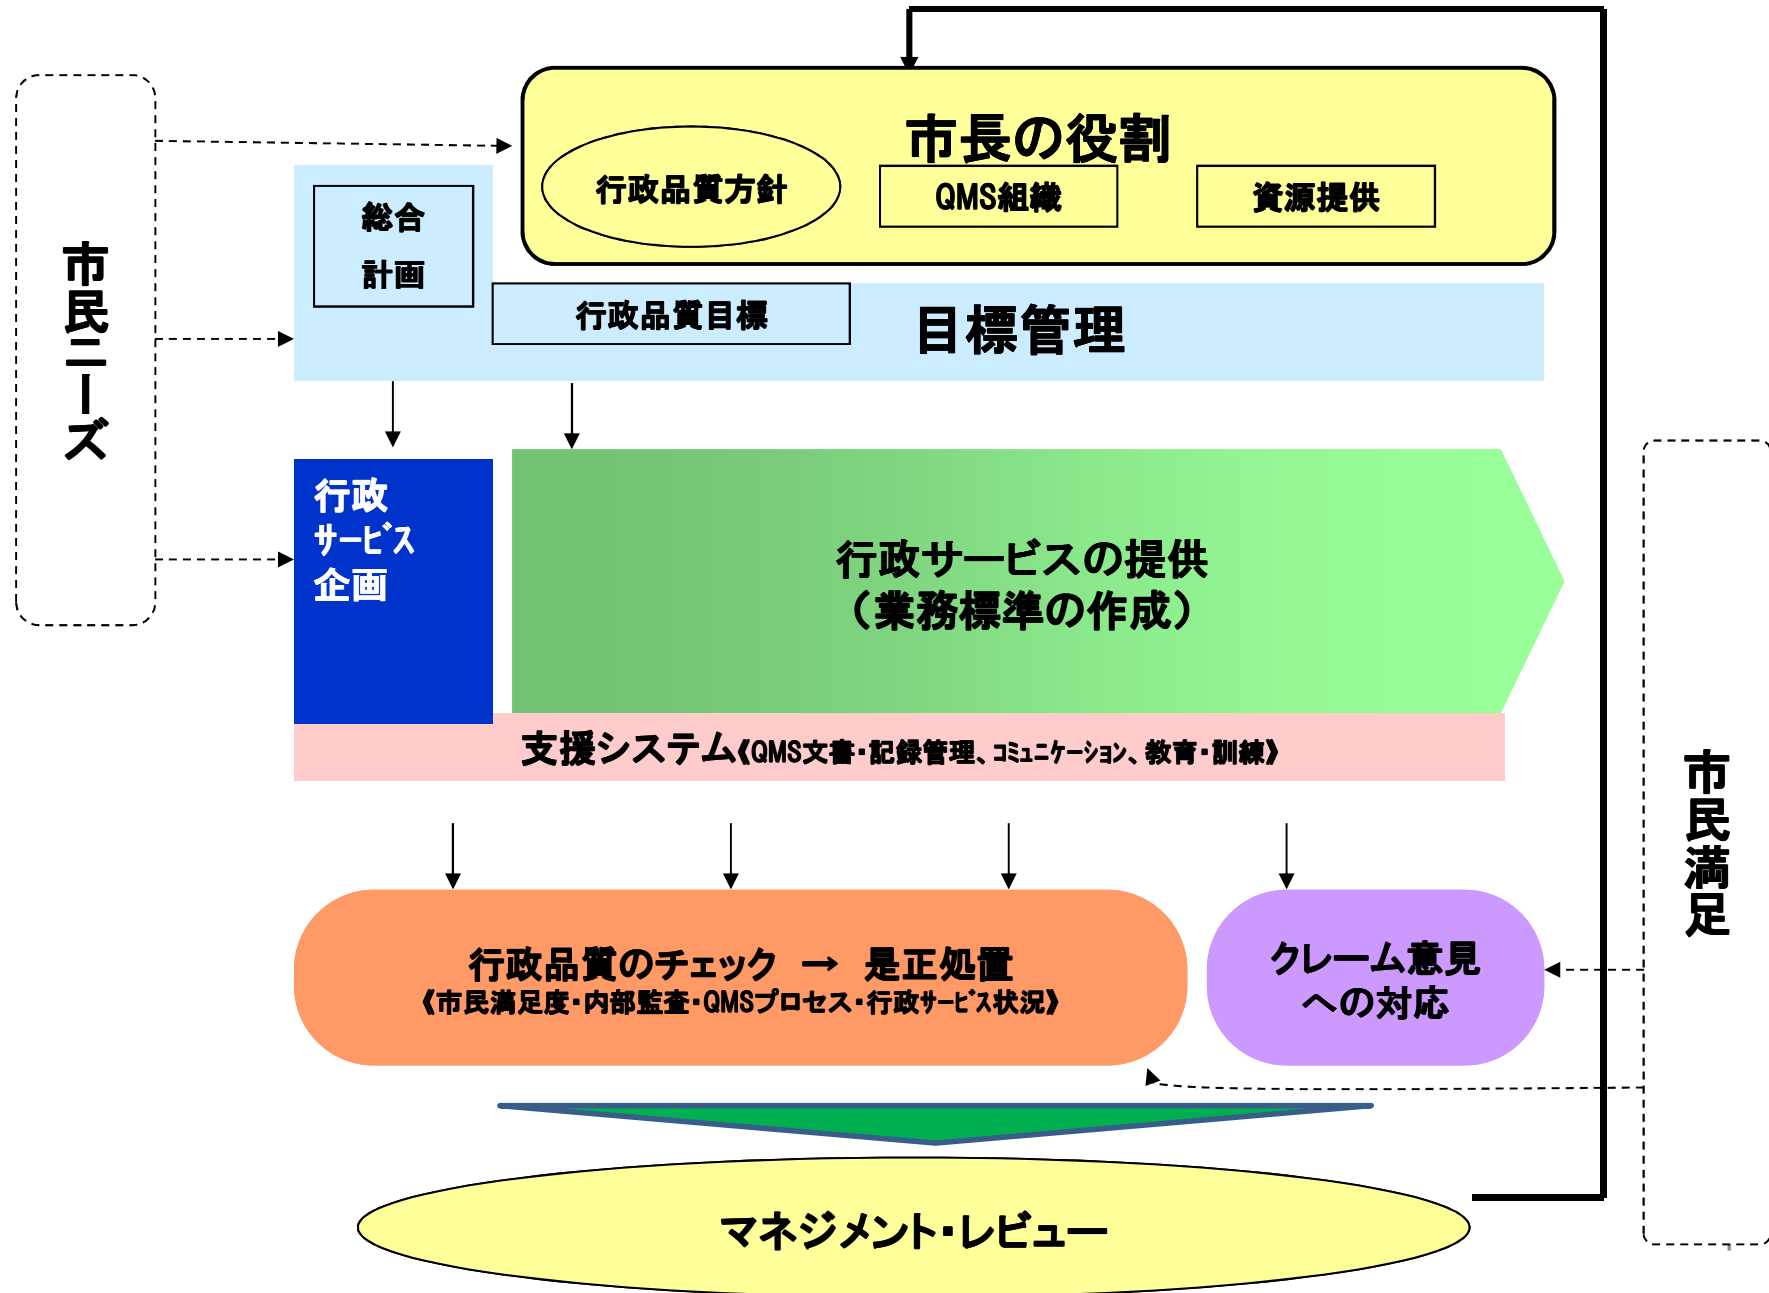 市長の役割
行政品質方針
QMS組織
資源提供
総合
計画
行政品質目標
目標管理
市民ニーズ
行政
ｻｰﾋﾞｽ
企画
行政サービスの提供
（業務標準の作成）
支援システム《QMS文書・記録管理、ｺﾐｭﾆｹｰｼｮﾝ、教育・訓練》
市民満足
行政品質のチェック → 是正処置
《市民満足度・内部監査・QMSプロセス・行政ｻｰﾋﾞｽ状況》
クレーム意見
への対応
マネジメント・レビュー